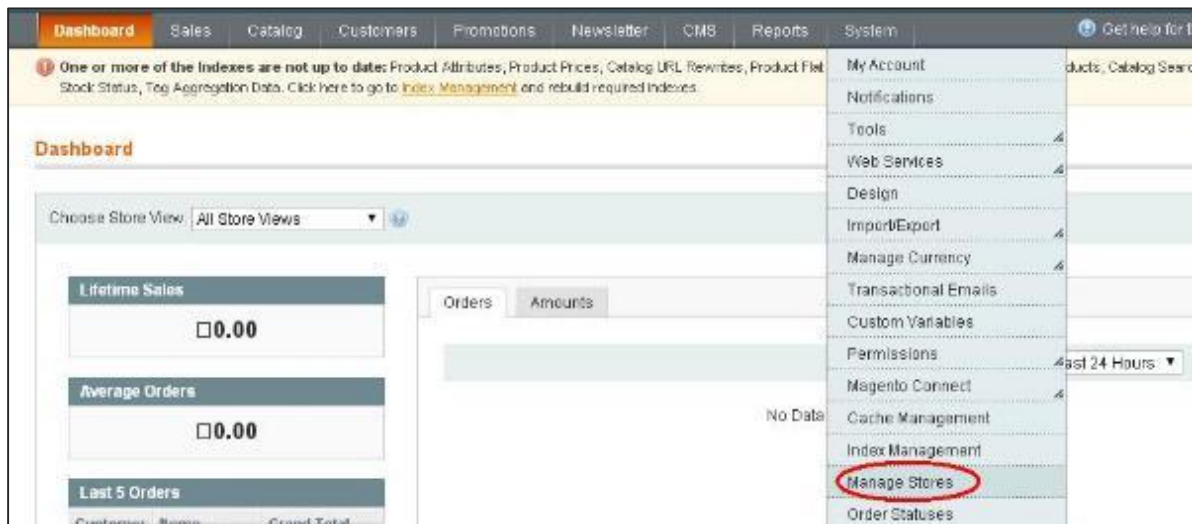 Dashboard Sales Catalog Customers Promotions Newsletter CMS Reports System Get help for
One or more of the Indexes are not up to date: Product Attributes, Product Prices, Catalog URL Rewrites, Product Flat
Stock Status, Tag Aggregation Data. Click here to go to Index Management and rebuild required indexes.
My Account
Notifications
Tools
Web Services
Design
Import/Export
Manage Currency
Transactional Emails
Custom Variables
Permissions
Magento Connect
Cache Management
Index Management
Manage Stores
Order Statuses
ducts, Catalog Searc
Dashboard
Choose Store View: All Store Views
Lifetime Sales
□0.00
Average Orders
□0.00
Last 5 Orders
Customer Items Grand Total
Orders Amounts
ast 24 Hours
No Data